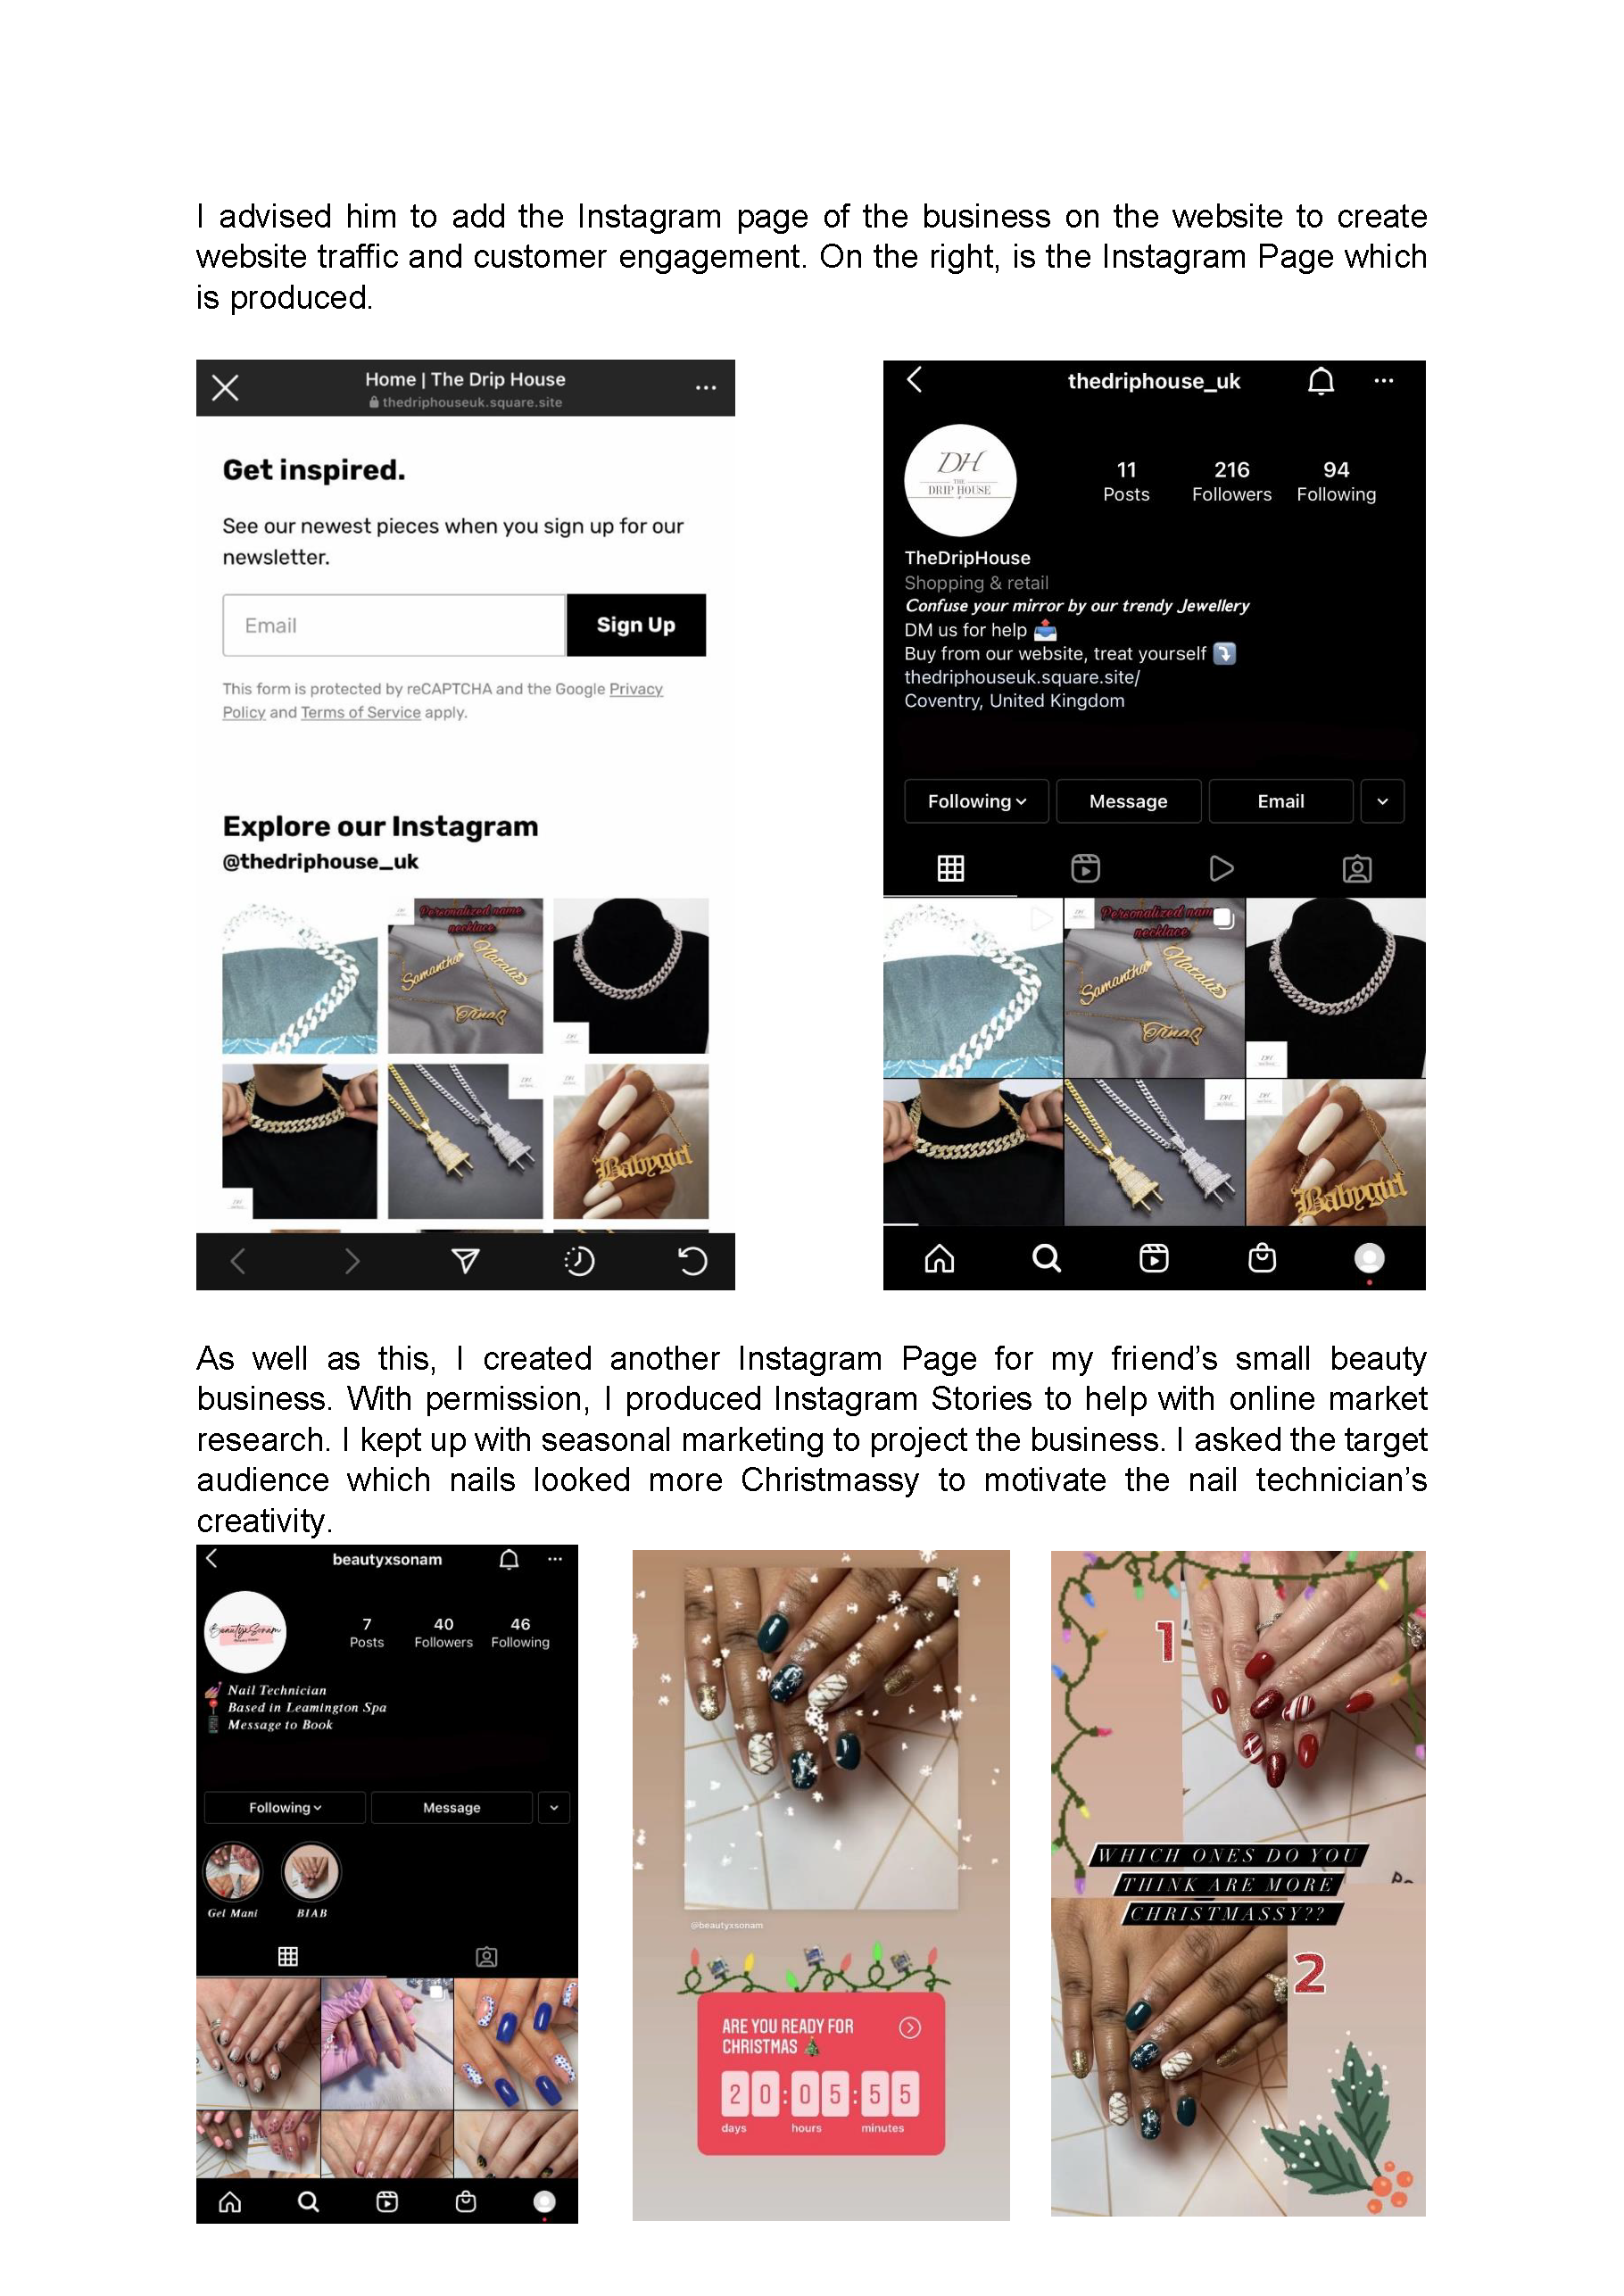 I advised him to add the Instagram page of the business on the website to create
website traffic and customer engagement. On the right, is the Instagram Page which
is produced.
Home | The Drip House
thedriphouseuk.square.site
Get inspired.
See our newest pieces when you sign up for our
newsletter.
Email
Sign Up
This form is protected by reCAPTCHA and the Google Privacy
Policy and Terms of Service apply.
Explore our Instagram
@thedriphouse_uk
Personalized name
necklace
Samantha
Natalie
Tina
Babygirl
thedriphouse_uk
DH
THE
DRIP HOUSE
11
216
94
Posts
Followers
Following
TheDripHouse
Shopping & retail
Confuse your mirror by our trendy Jewellery
DM us for help
Buy from our website, treat yourself
thedriphouseuk.square.site/
Coventry, United Kingdom
Following
Message
Email
Personalized nam
necklace
Samantha
Natalie
Tina
Babygirl
As well as this, I created another Instagram Page for my friend's small beauty
business. With permission, I produced Instagram Stories to help with online market
research. I kept up with seasonal marketing to project the business. I asked the target
audience which nails looked more Christmassy to motivate the nail technician's
creativity.
beautyxsonam
BeautyxSonam
7
40
46
Posts
Followers
Following
Nail Technician
Based in Leamington Spa
Message to Book
Following
Message
Gel Mani
BIAB
@beautyxsonam
ARE YOU READY FOR
CHRISTMAS
20:05:55
days
hours
minutes
1
WHICH ONES DO YOU
THINK ARE MORE
CHRISTMASSY??
2